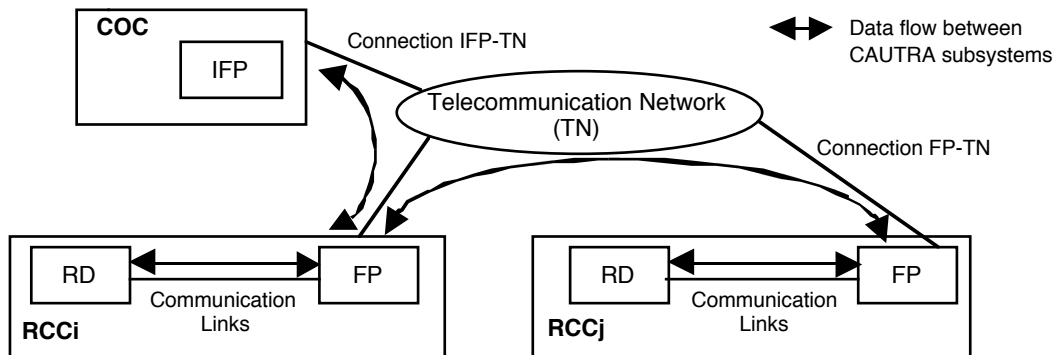 COC
IFP
Connection IFP-TN
Data flow between
CAUTRA subsystems
Telecommunication Network
(TN)
Connection FP-TN
RD
FP
Communication
Links
RCCi
RD
FP
Communication
Links
RCCj